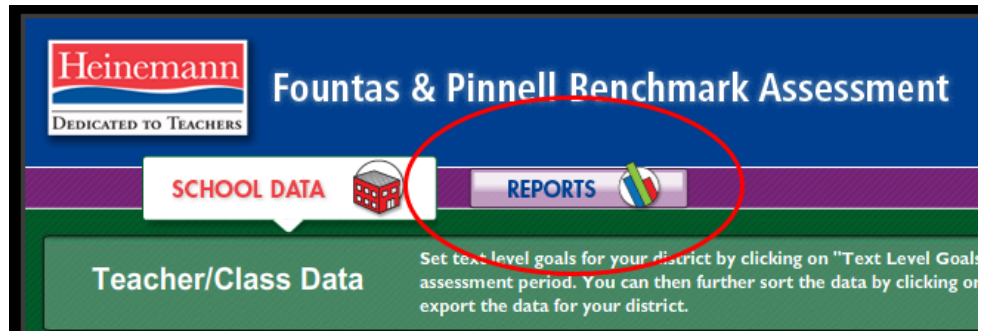 Heinemann
DEDICATED TO TEACHERS
Fountas & Pinnell Benchmark Assessment
SCHOOL DATA
REPORTS
Teacher/Class Data
Set text level goals for your district by clicking on "Text Level Goals
assessment period. You can then further sort the data by clicking or
export the data for your district.